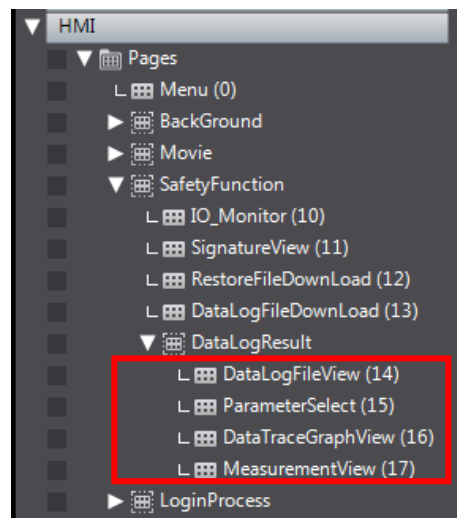 HMI
Pages
Menu (0)
BackGround
Movie
SafetyFunction
IO_Monitor (10)
SignatureView (11)
RestoreFileDownLoad (12)
DataLogFileDownLoad (13)
DataLogResult
DataLogFileView (14)
ParameterSelect (15)
DataTraceGraphView (16)
MeasurementView (17)
LoginProcess